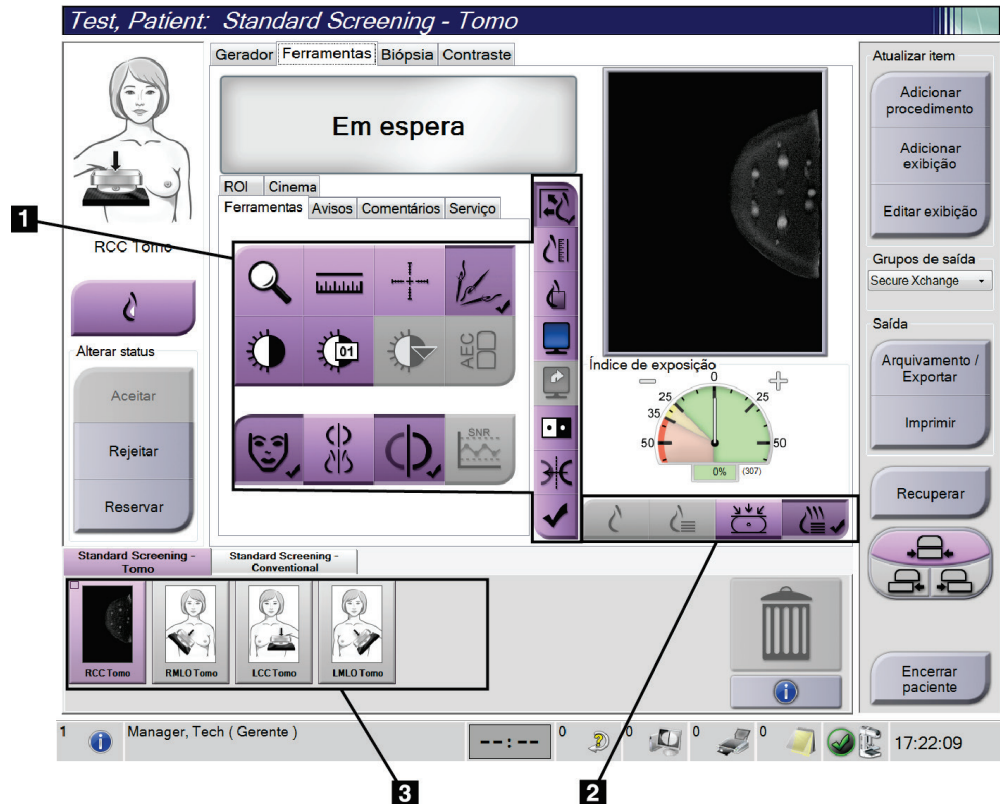 Test, Patient: Standard Screening - Tomo
Gerador Ferramentas Biópsia Contraste
Em espera
ROI Cinema
Ferramentas Avisos Comentários Serviço
1
RCC Tomo
Alterar status
Aceitar
Rejeitar
Reservar
01
AEC
SNR
Índice de exposição
0
25
25
35
50
50
0%
(307)
Atualizar item
Adicionar
procedimento
Adicionar
exibição
Editar exibição
Grupos de saída
Secure Xchange
Saída
Arquivamento /
Exportar
Imprimir
Recuperar
Encerrar
paciente
Standard Screening -
Tomo
Standard Screening -
Conventional
RCC Tomo
RMLO Tomo
LCC Tomo
LMLO Tomo
1
Manager, Tech ( Gerente )
--:--
0
0
0
0
17:22:09
3
2